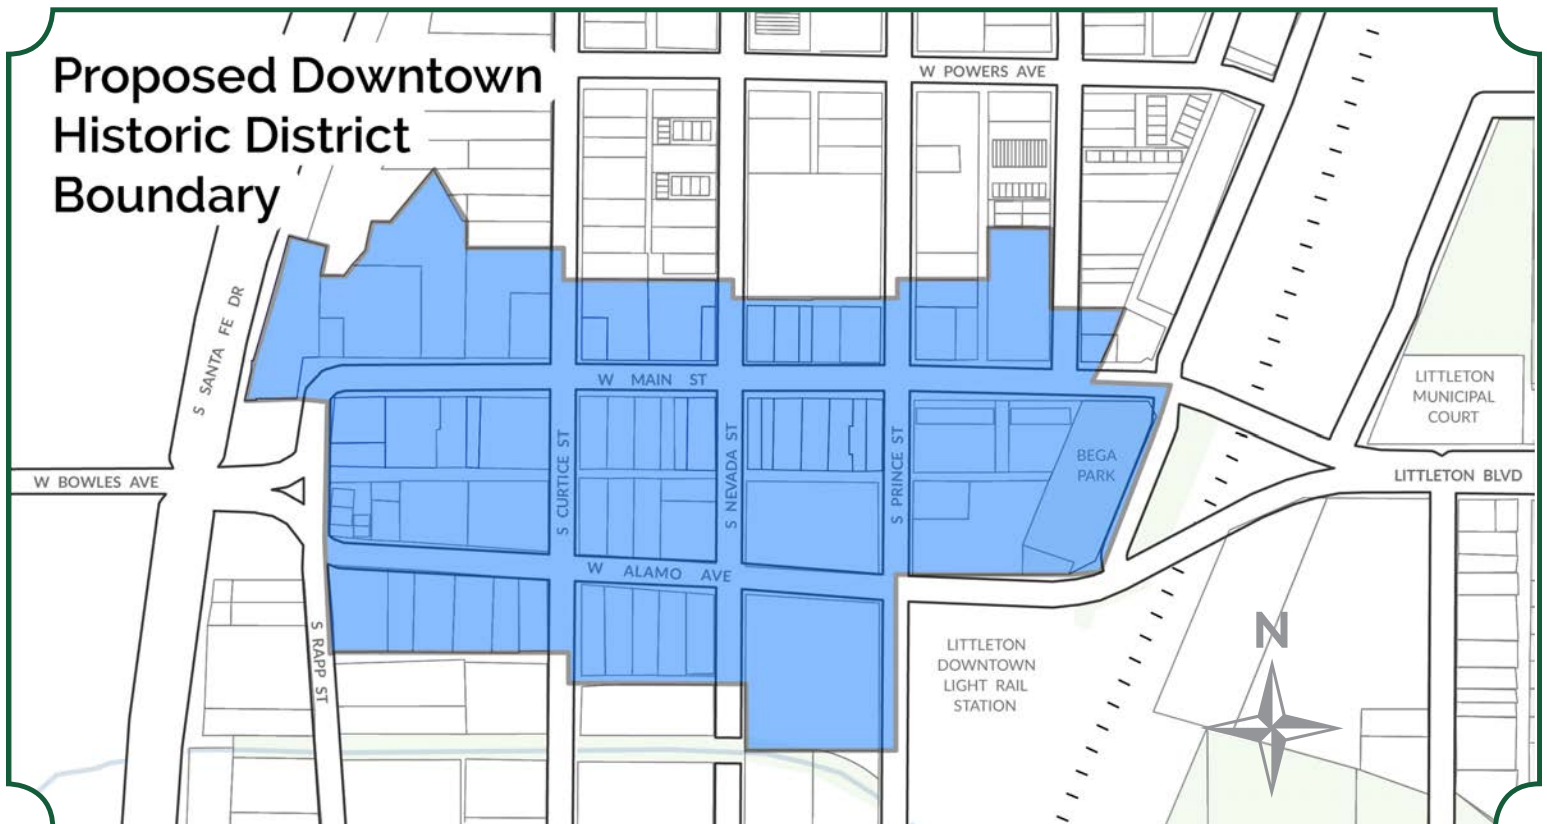 Proposed Downtown
Historic District
Boundary
W POWERS AVE
S SANTA FE DR
W MAIN ST
LITTLETON
MUNICIPAL
COURT
S CURTICE ST
S NEVADA ST
S PRINCE ST
BEGA
PARK
W BOWLES AVE
LITTLETON BLVD
W ALAMO AVE
S RAPP ST
LITTLETON
DOWNTOWN
LIGHT RAIL
STATION
N